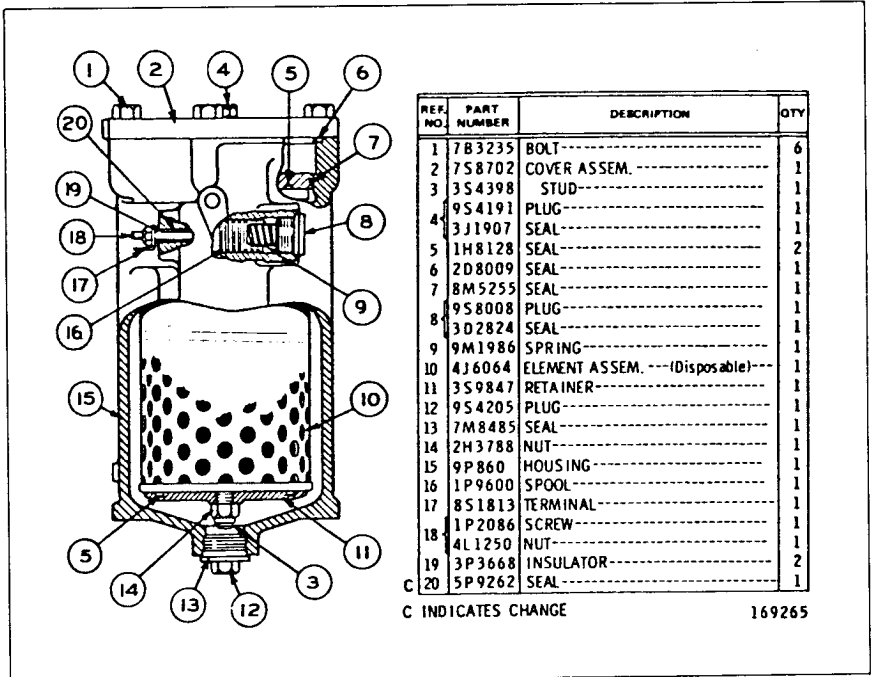 1 2 4 5 6
20
7
19
18
8
17
16
9
15
10
5
11
14
3
13
12
REF. NO. PART NUMBER DESCRIPTION QTY
1 7B3235 BOLT 6
2 7S8702 COVER ASSEM. 1
3 3S4398 STUD 1
4 9S4191 PLUG 1
3J1907 SEAL 1
5 1H8128 SEAL 2
6 2D8009 SEAL 1
7 8M5255 SEAL 1
8 9S8008 PLUG 1
3D2824 SEAL 1
9 9M1986 SPRING 1
10 4J6064 ELEMENT ASSEM. ---(Disposable)--- 1
11 3S9847 RETAINER 1
12 9S4205 PLUG 1
13 7M8485 SEAL 1
14 2H3788 NUT 1
15 9P860 HOUSING 1
16 1P9600 SPOOL 1
17 8S1813 TERMINAL 1
18 1P2086 SCREW 1
4L1250 NUT 1
19 3P3668 INSULATOR 2
C 20 5P9262 SEAL 1
C INDICATES CHANGE 169265